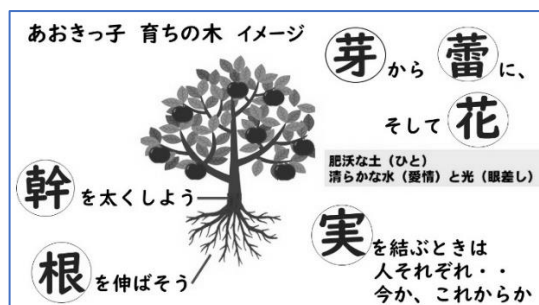 あおきっ子 育ちの木 イメージ
芽から蕾に、
そして花
肥沃な土（ひと）
清らかな水（愛情）と光（眼差し）
幹を太くしよう
根を伸ばそう
実を結ぶときは
人それぞれ・・
今か、これからか